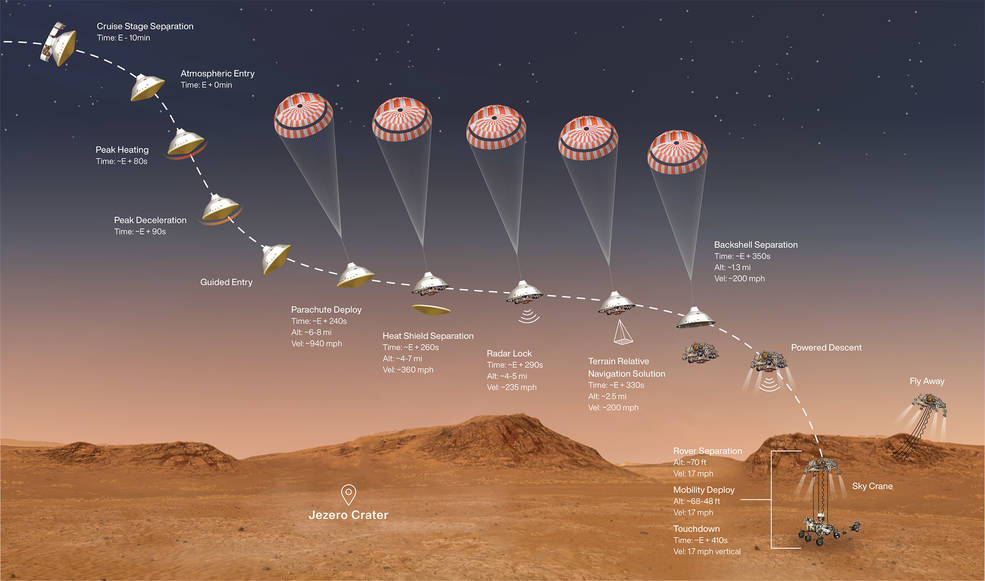 Cruise Stage Separation
Time: E - 10min
Atmospheric Entry
Time: E + 0min
Peak Heating
Time: ~E + 80s
Peak Deceleration
Time: ~E + 90s
Guided Entry
Parachute Deploy
Time: ~E + 240s
Alt: ~6-8 mi
Vel: ~940 mph
Heat Shield Separation
Time: ~E + 260s
Alt: ~4-7 mi
Vel: ~360 mph
Radar Lock
Time: ~E + 290s
Alt: ~4-5 mi
Vel: ~235 mph
Terrain Relative
Navigation Solution
Time: ~E + 330s
Alt: ~2.5 mi
Vel: ~200 mph
Backshell Separation
Time: ~E + 350s
Alt: ~1.3 mi
Vel: ~200 mph
Powered Descent
Fly Away
Rover Separation
Alt: ~70 ft
Vel: 1.7 mph
Mobility Deploy
Alt: ~68-48 ft
Vel: 1.7 mph
Touchdown
Time: ~E + 410s
Vel: 1.7 mph vertical
Sky Crane
Jezero Crater